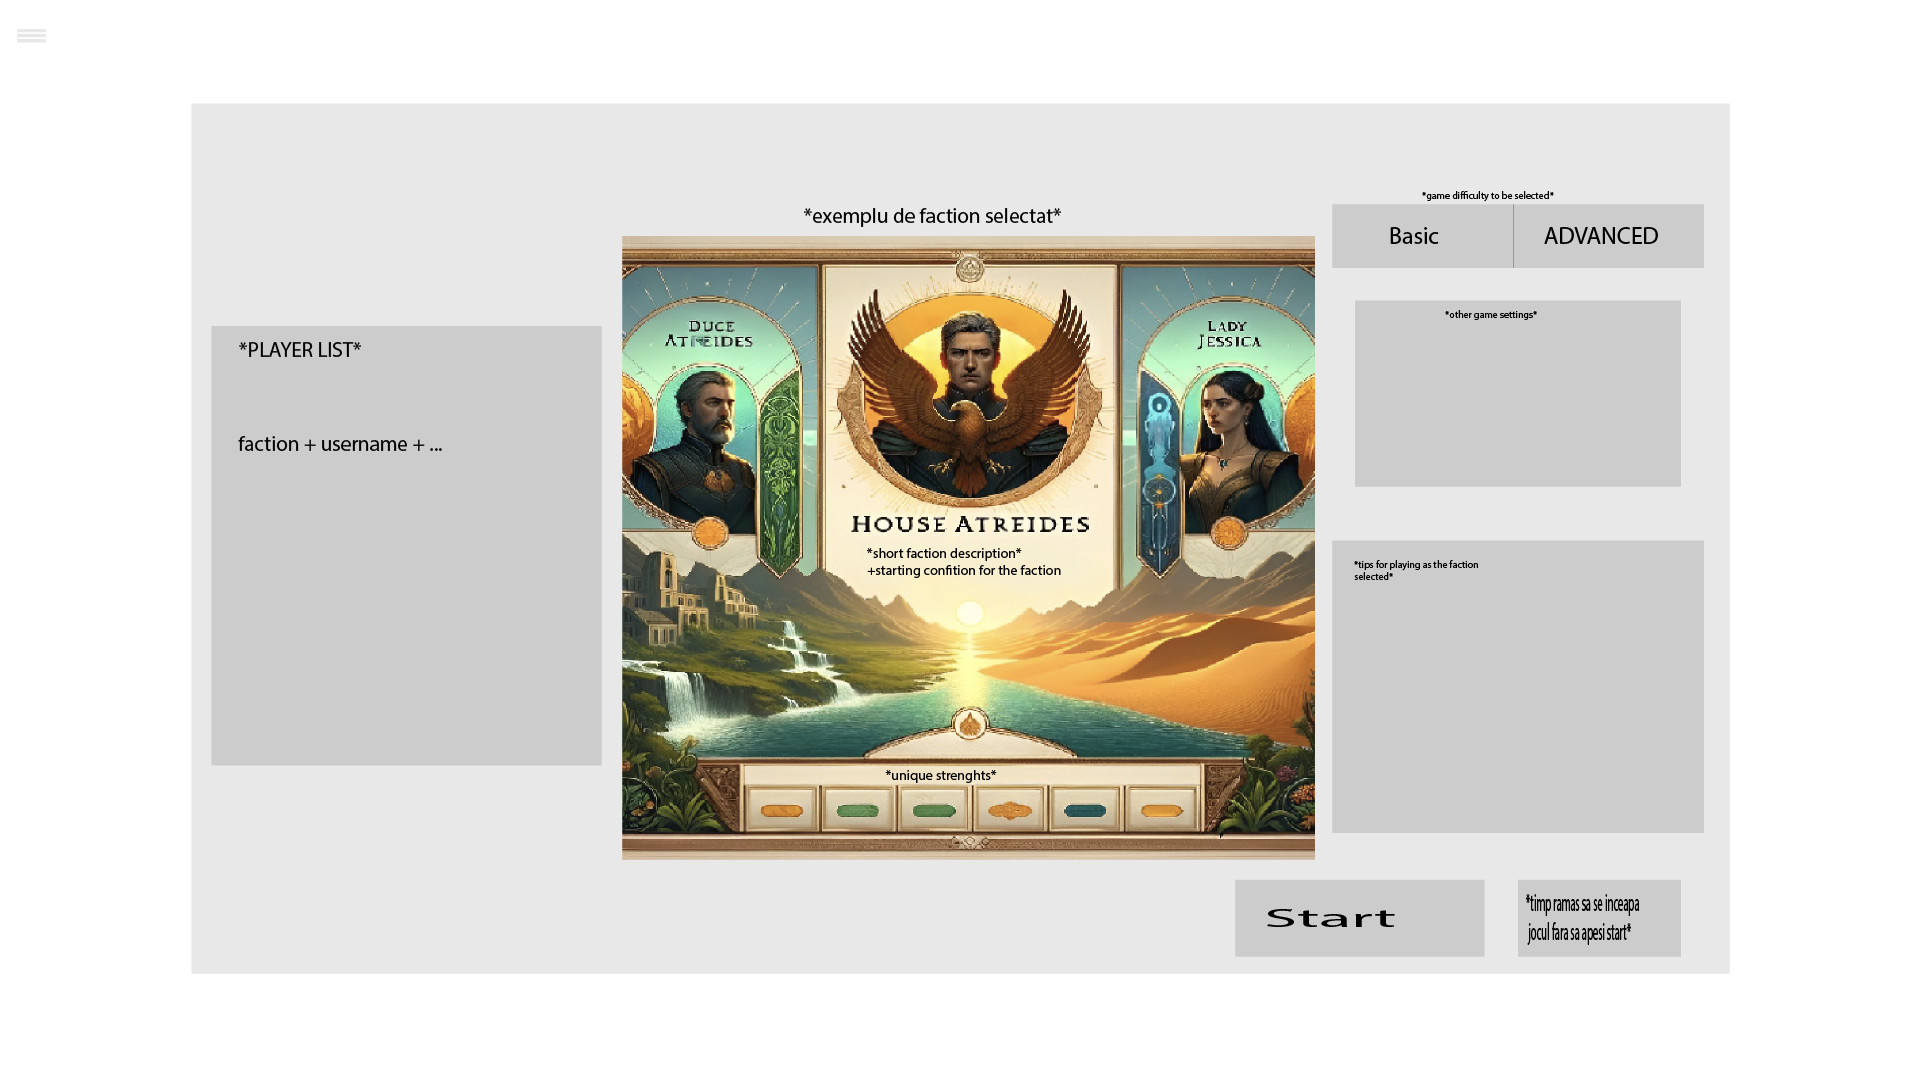 *exemplu de faction selectat*
*game difficulty to be selected*
Basic
ADVANCED
*other game settings*
*PLAYER LIST*
faction + username + ...
DUCE
ATREIDES
LADY
JESSICA
HOUSE ATREIDES
*short faction description*
+starting confition for the faction
*unique strenghts*
*tips for playing as the faction
selected*
Start
*timp ramas sa se inceapa
jocul fara sa apesi start*